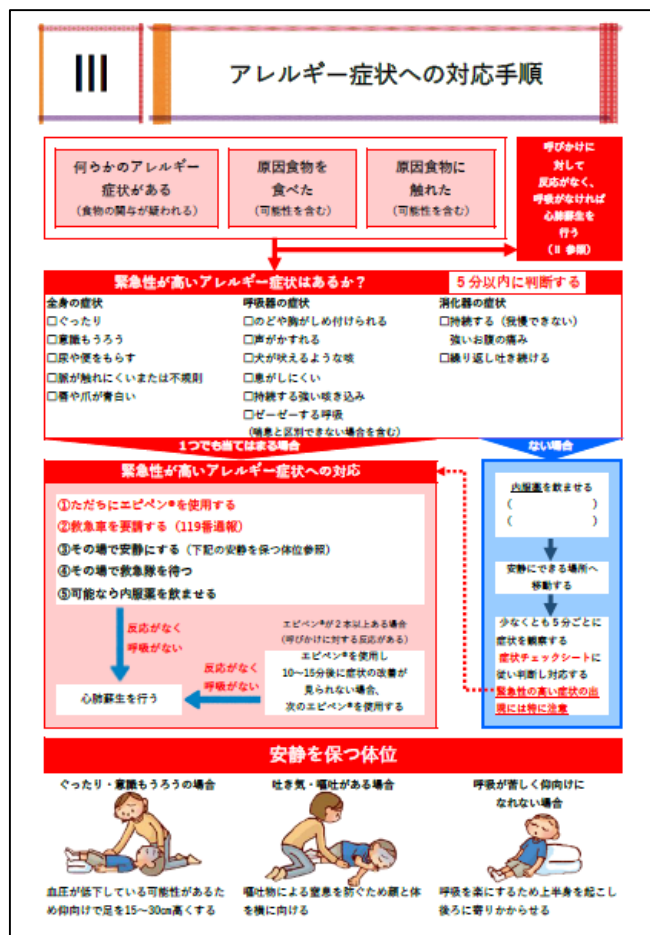 III
アレルギー症状への対応手順
何らかのアレルギー
症状がある
（食物の関与が疑われる）
原因食物を
食べた
（可能性を含む）
原因食物に
触れた
（可能性を含む）
呼びかけに
対して
反応がなく、
呼吸がなければ
心肺蘇生を
行う
（Ⅱ 参照）
緊急性が高いアレルギー症状はあるか？
５分以内に判断する
全身の症状
□ぐったり
□意識もうろう
□尿や便をもらす
□脈が触れにくいまたは不規則
□唇や爪が青白い
呼吸器の症状
□のどや胸がしめ付けられる
□声がかすれる
□犬が吠えるような咳
□息がしにくい
□持続する強い咳き込み
□ゼーゼーする呼吸
（喘息と区別できない場合を含む）
消化器の症状
□持続する（我慢できない）
強いお腹の痛み
□繰り返し吐き続ける
１つでも当てはまる場合
ない場合
緊急性が高いアレルギー症状への対応
①ただちにエピペン®を使用する
②救急車を要請する（119番通報）
③その場で安静にする（下記の安静を保つ体位参照）
④その場で救急隊を待つ
⑤可能なら内服薬を飲ませる
反応がなく
呼吸がない
心肺蘇生を行う
反応がなく
呼吸がない
エピペン®が２本以上ある場合
（呼びかけに対する反応がある）
エピペン®を使用し
10～15分後に症状の改善が
見られない場合、
次のエピペン®を使用する
内服薬を飲ませる
（　　　　　　　）
（　　　　　　　）
安静にできる場所へ
移動する
少なくとも５分ごとに
症状を観察する
症状チェックシートに
従い判断し対応する
緊急性の高い症状の出
現には特に注意
安静を保つ体位
ぐったり・意識もうろうの場合
血圧が低下している可能性があるた
め仰向けで足を15～30㎝高くする
吐き気・嘔吐がある場合
嘔吐物による窒息を防ぐため顔と体
を横に向ける
呼吸が苦しく仰向けに
なれない場合
呼吸を楽にするため上半身を起こし
後ろに寄りかからせる